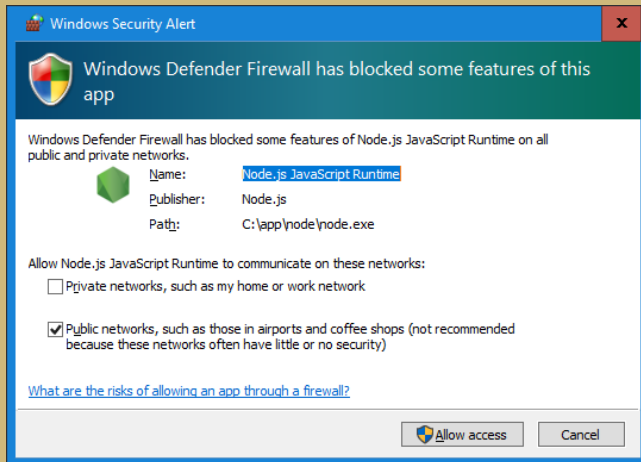 Windows Security Alert
x
Windows Defender Firewall has blocked some features of this
app
Windows Defender Firewall has blocked some features of Node.js JavaScript Runtime on all
public and private networks.
Name: Node.js JavaScript Runtime
Publisher: Node.js
Path: C:\app\node\node.exe
Allow Node.js JavaScript Runtime to communicate on these networks:
Private networks, such as my home or work network
Public networks, such as those in airports and coffee shops (not recommended
because these networks often have little or no security)
What are the risks of allowing an app through a firewall?
Allow access Cancel